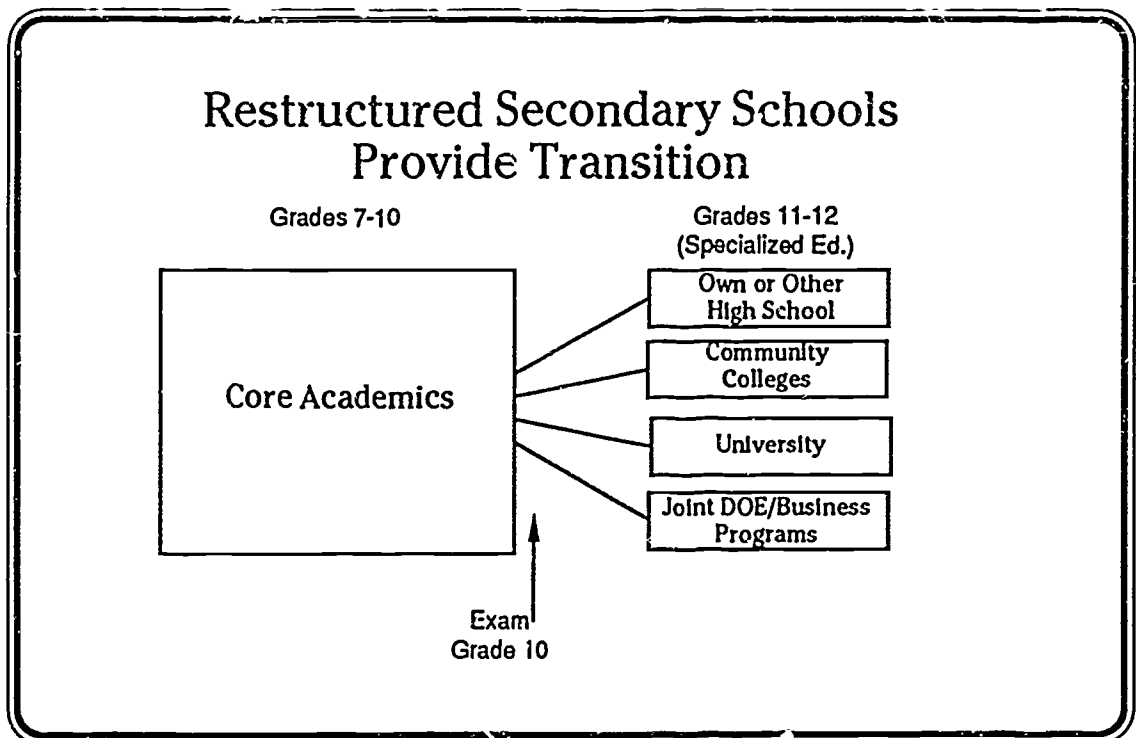 Restructured Secondary Schools
Provide Transition
Grades 7-10
Grades 11-12
(Specialized Ed.)
Core Academics
Own or Other
High School
Community
Colleges
University
Joint DOE/Business
Programs
Exam
Grade 10